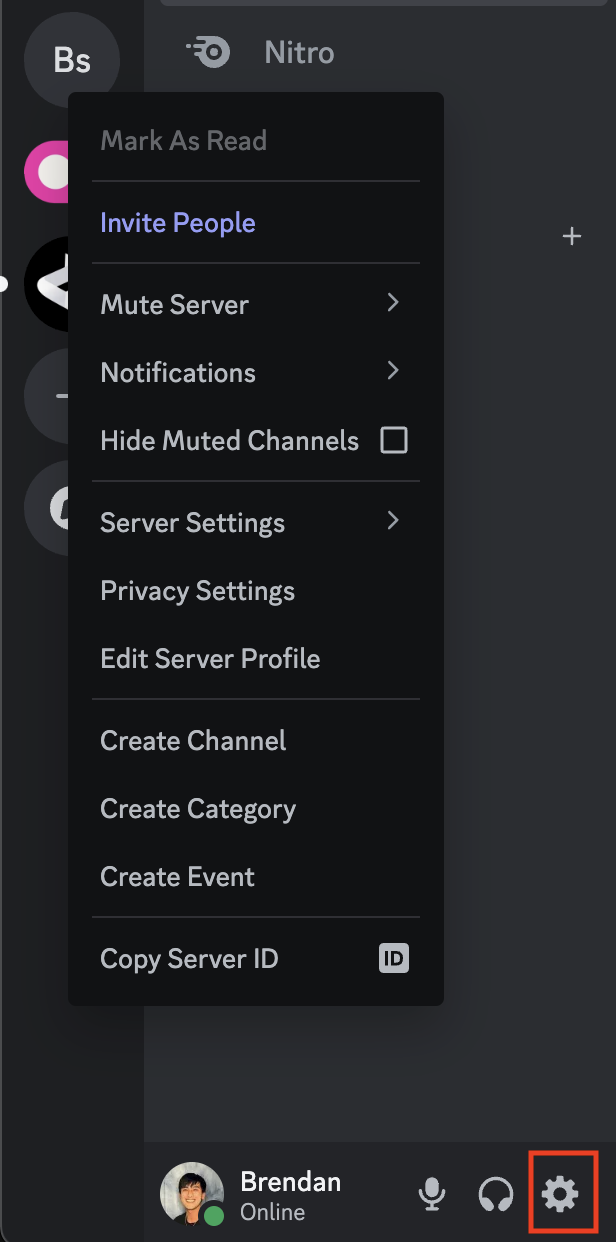 Bs
Nitro
Mark As Read
Invite People
Mute Server
Notifications
Hide Muted Channels
Server Settings
Privacy Settings
Edit Server Profile
Create Channel
Create Category
Create Event
Copy Server ID ID
Brendan
Online